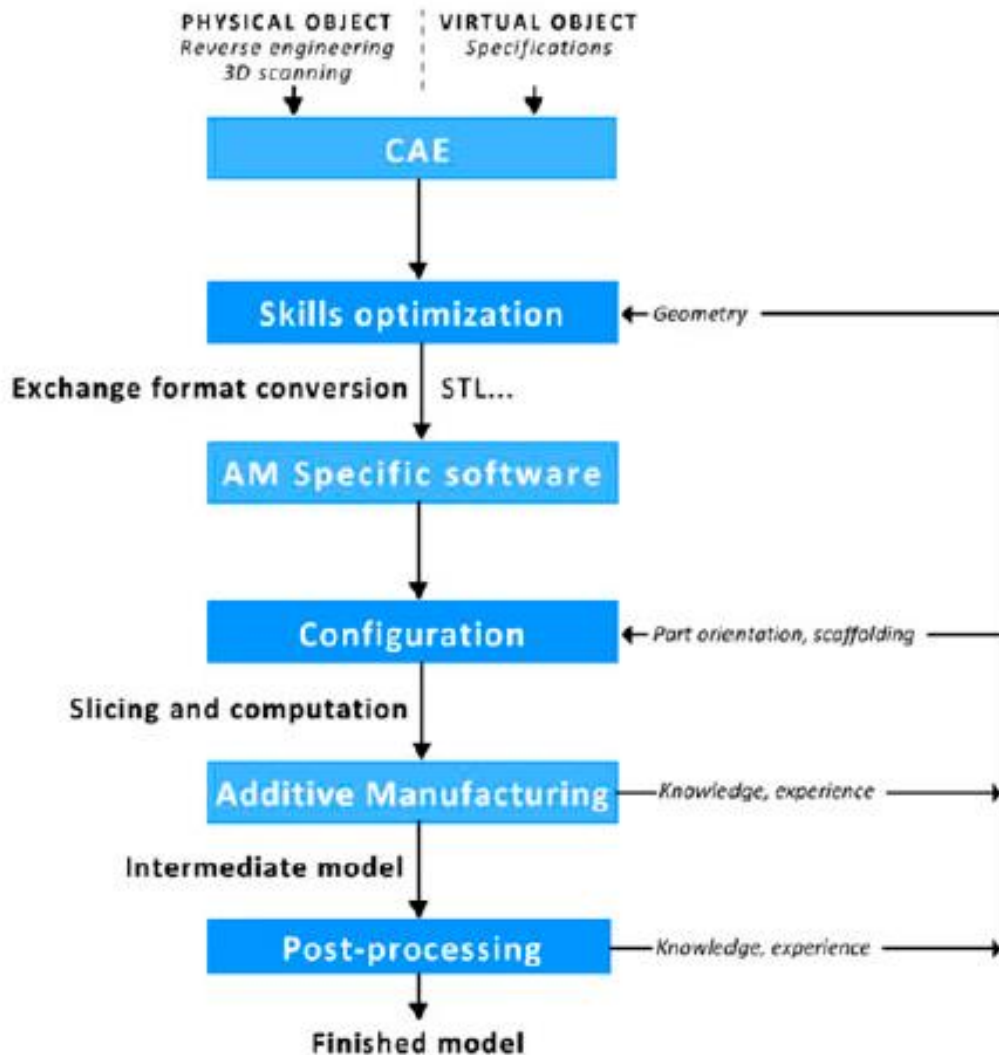 PHYSICAL OBJECT
Reverse engineering
3D scanning
VIRTUAL OBJECT
Specifications
CAE
Skills optimization
Geometry
Exchange format conversion
STL...
AM Specific software
Configuration
Part orientation, scaffolding
Slicing and computation
Additive Manufacturing
Knowledge, experience
Intermediate model
Post-processing
Knowledge, experience
Finished model